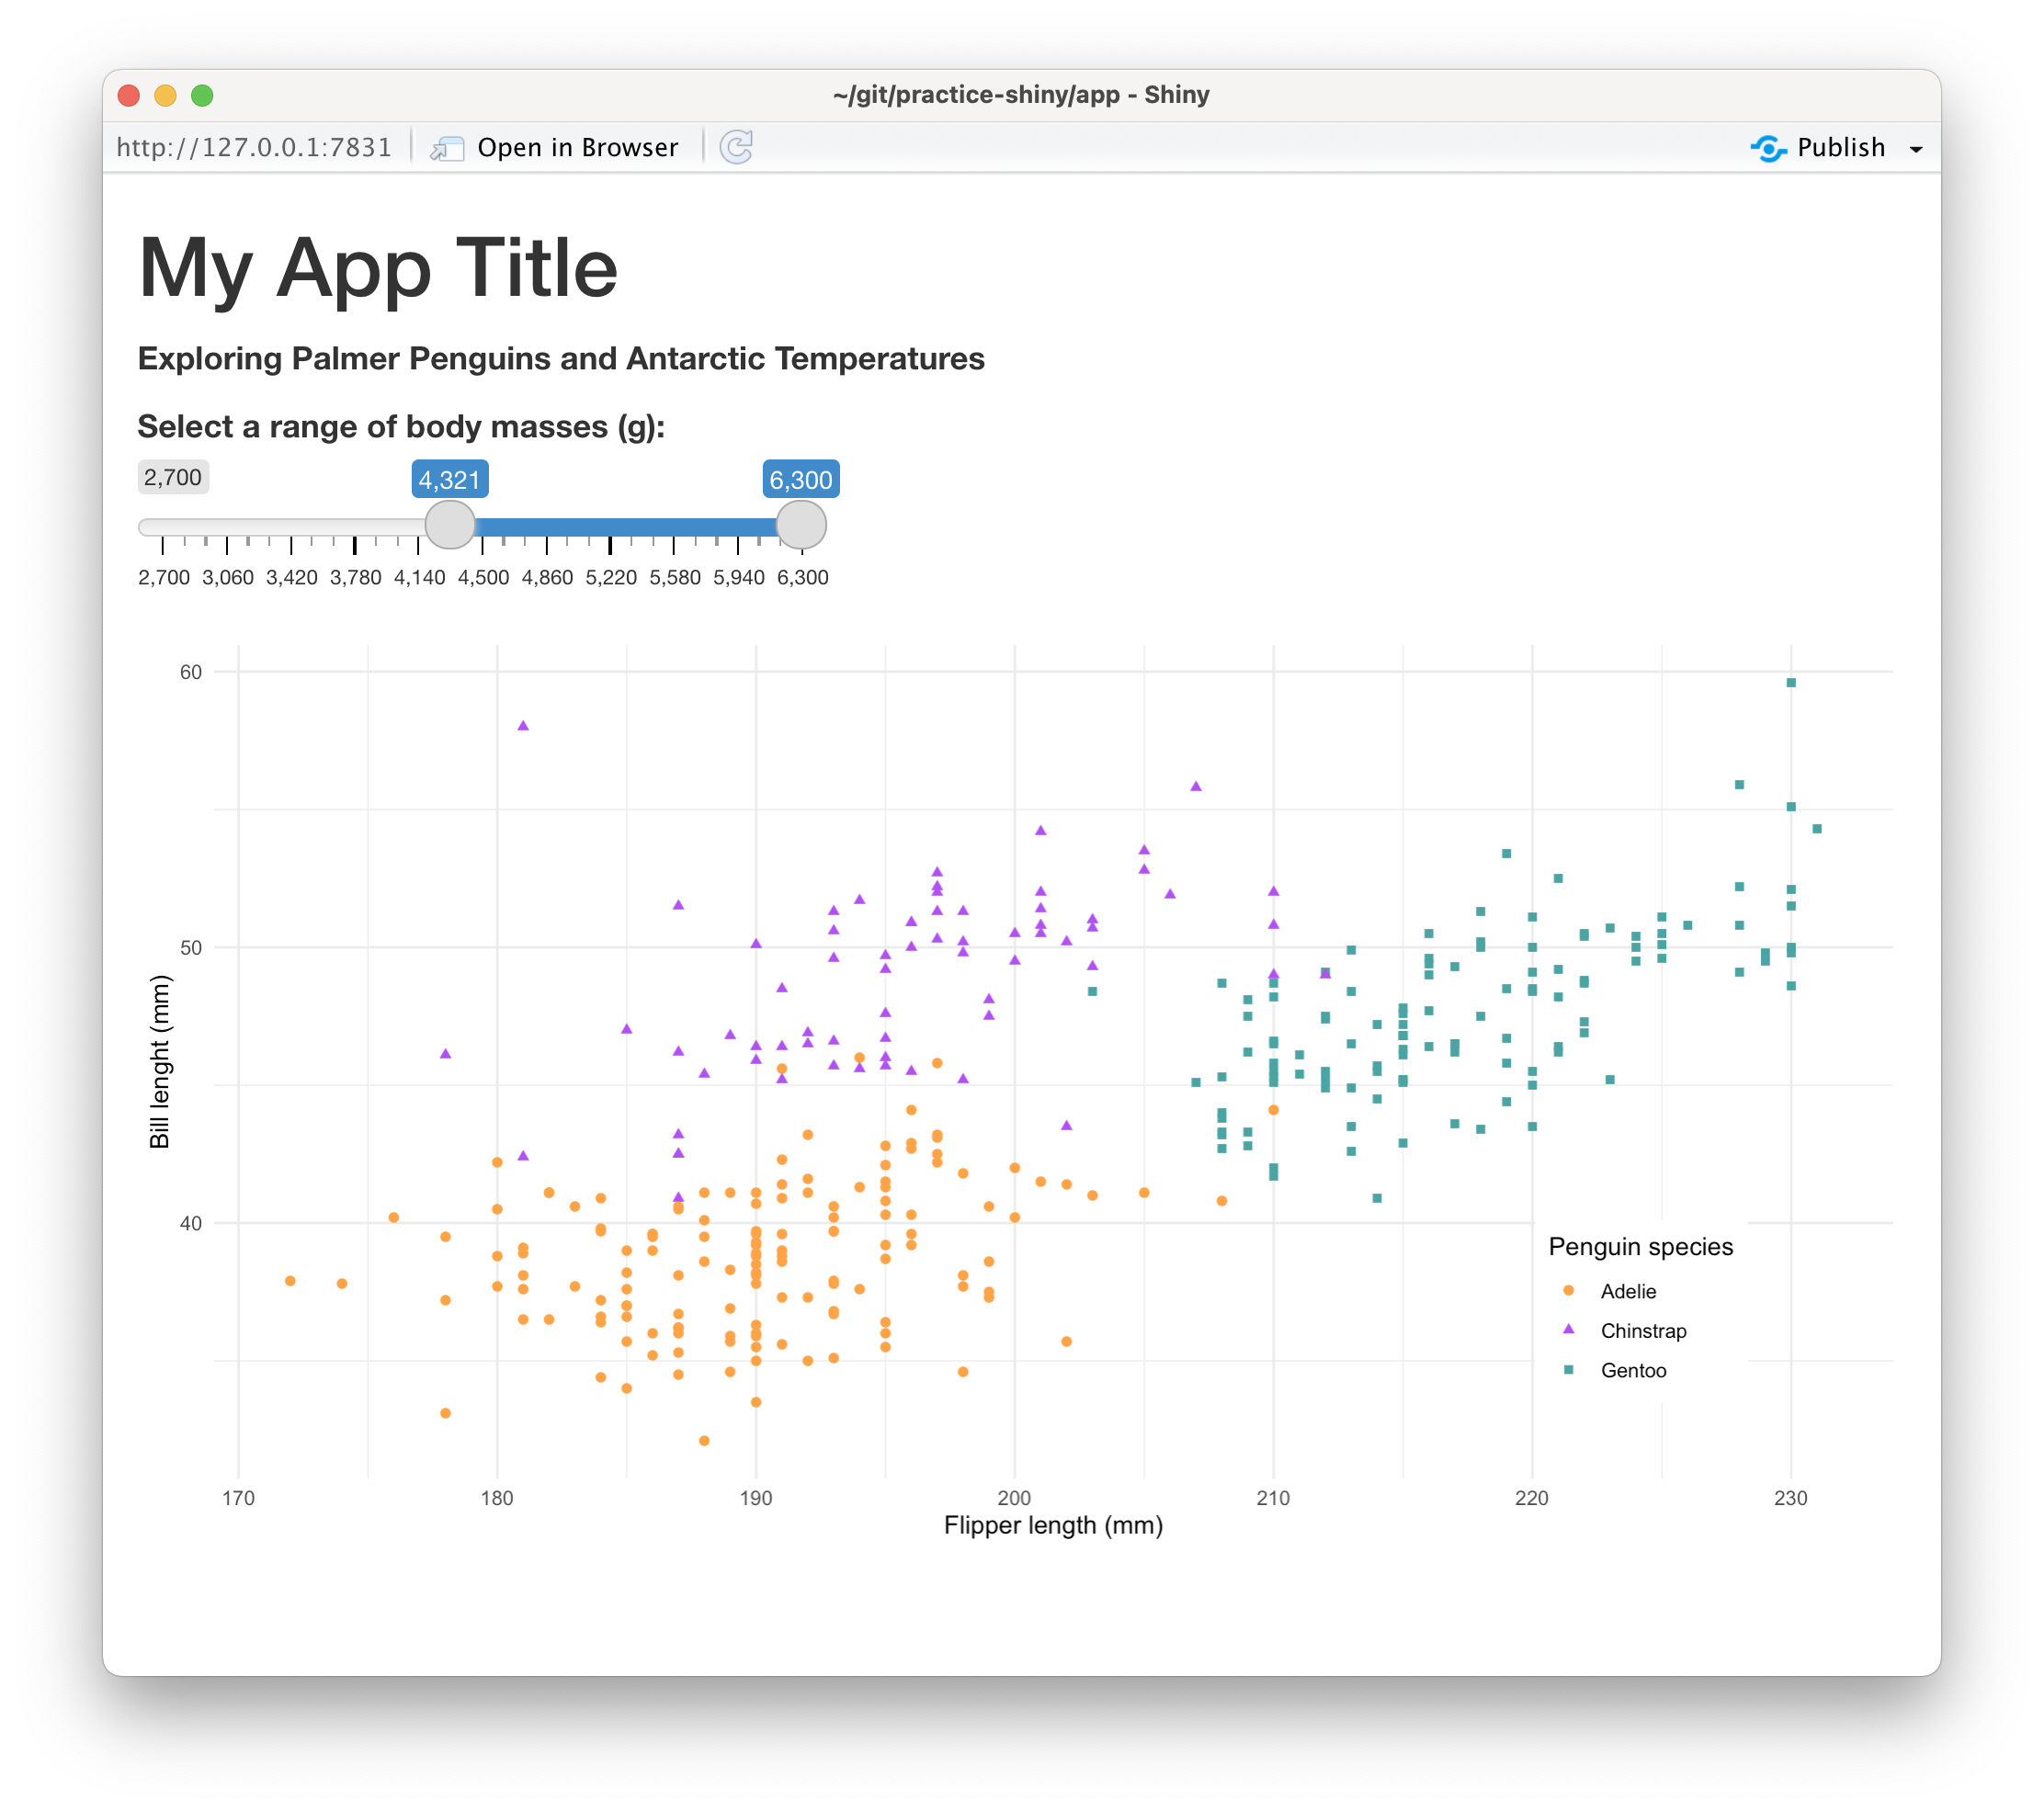 ~/git/practice-shiny/app - Shiny
http://127.0.0.1:7831 Open in Browser Publish
My App Title
Exploring Palmer Penguins and Antarctic Temperatures
Select a range of body masses (g):
2,700 4,321 6,300
2,700 3,060 3,420 3,780 4,140 4,500 4,860 5,220 5,580 5,940 6,300
60
50
40
Bill lenght (mm)
Penguin species
Adelie
Chinstrap
Gentoo
170 180 190 200 210 220 230
Flipper length (mm)